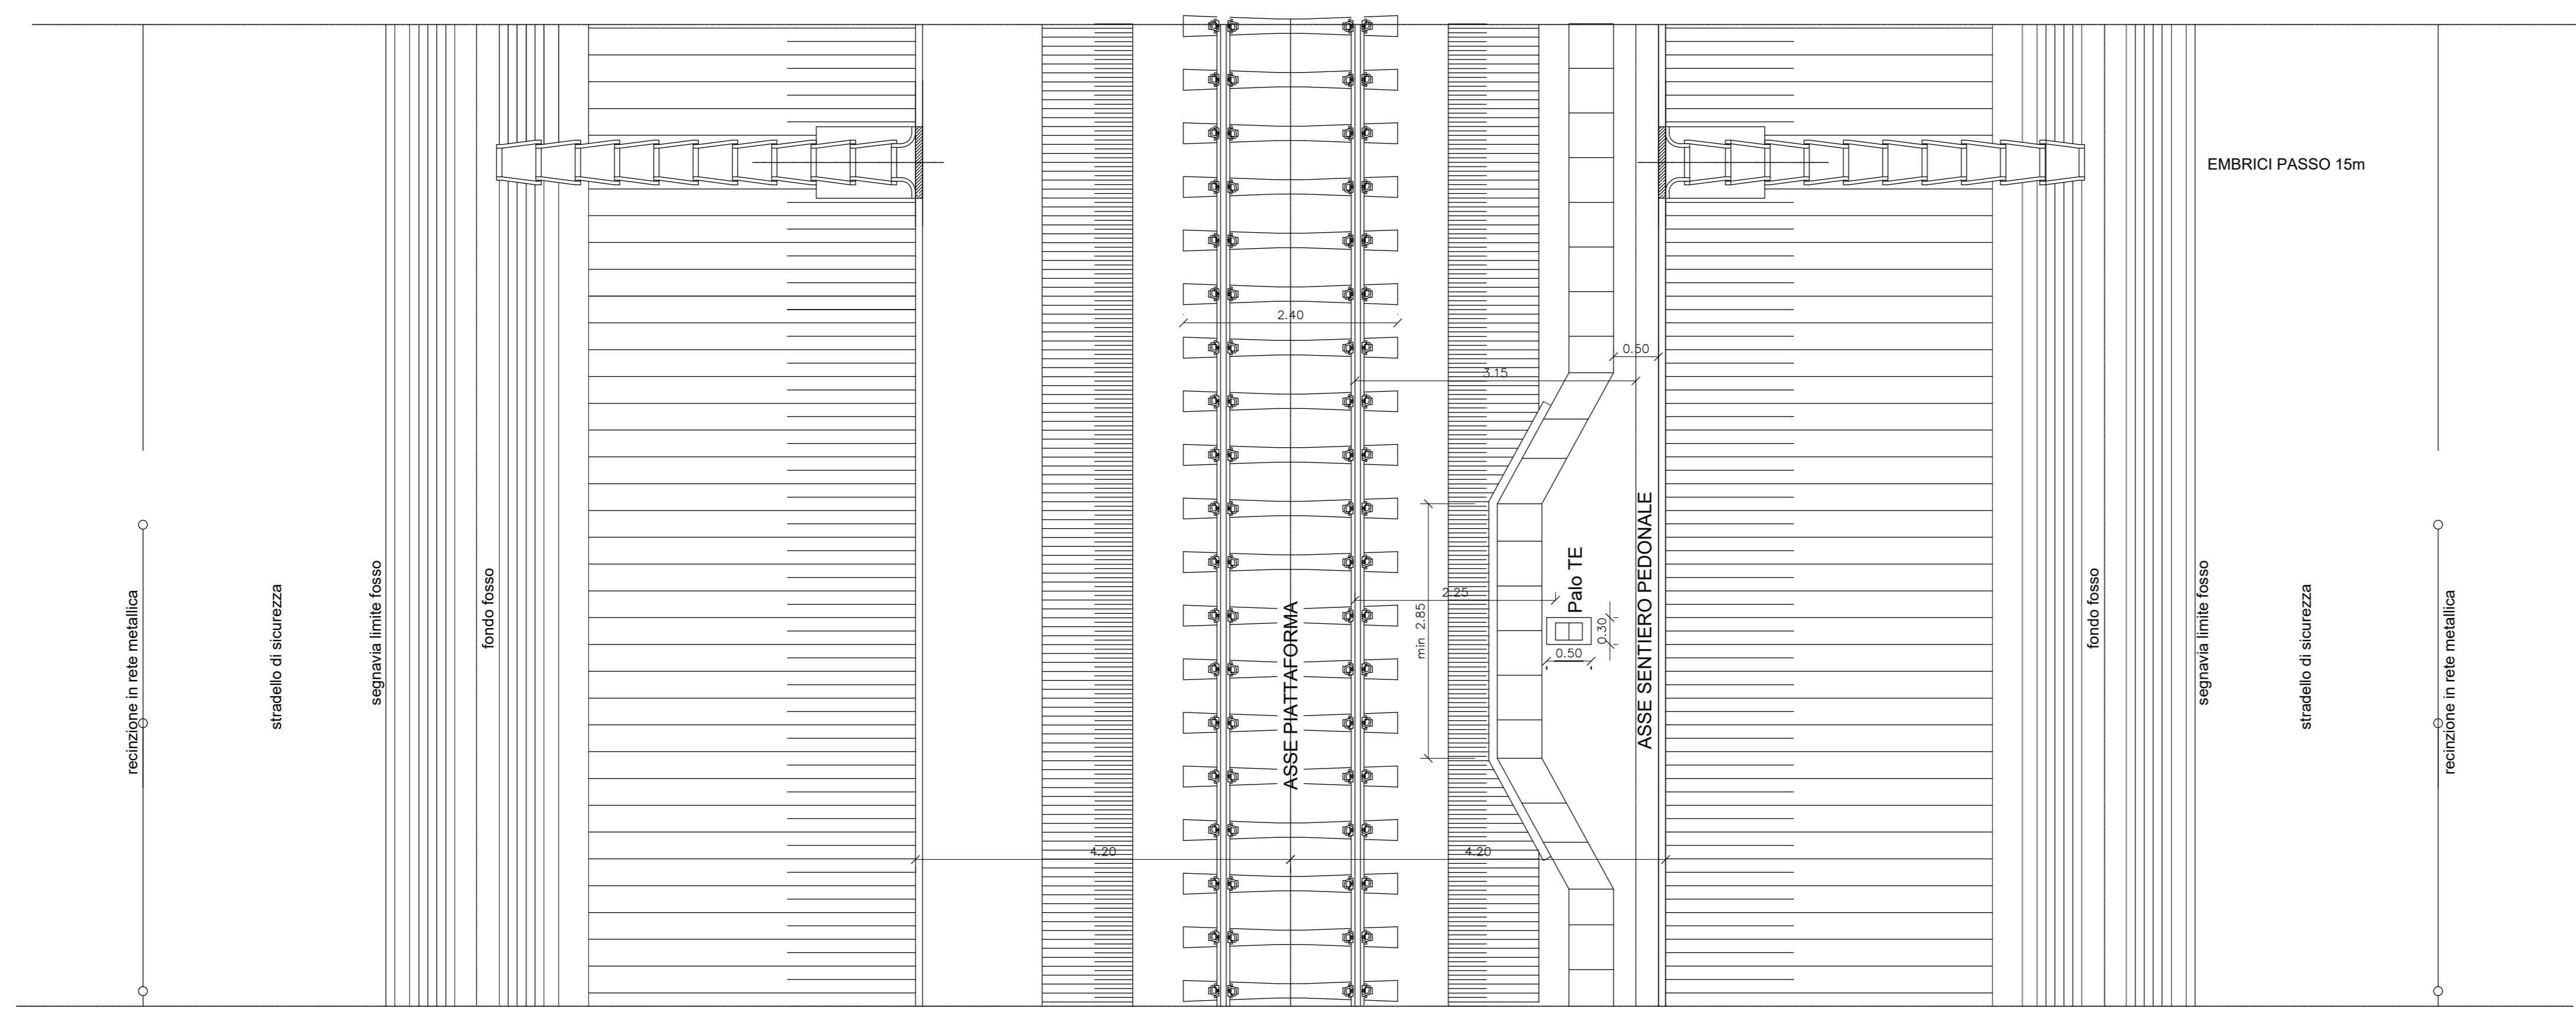 EMBRICI PASSO 15m
2.40
0.50
3.15
recinzione in rete metallica
stradello di sicurezza
segnavia limite fosso
fondo fosso
ASSE PIATTAFORMA
min 2.85
2.25
Palo TE
0.30
0.50
ASSE SENTIERO PEDONALE
fondo fosso
segnavia limite fosso
stradello di sicurezza
recinzione in rete metallica
4.20
4.20